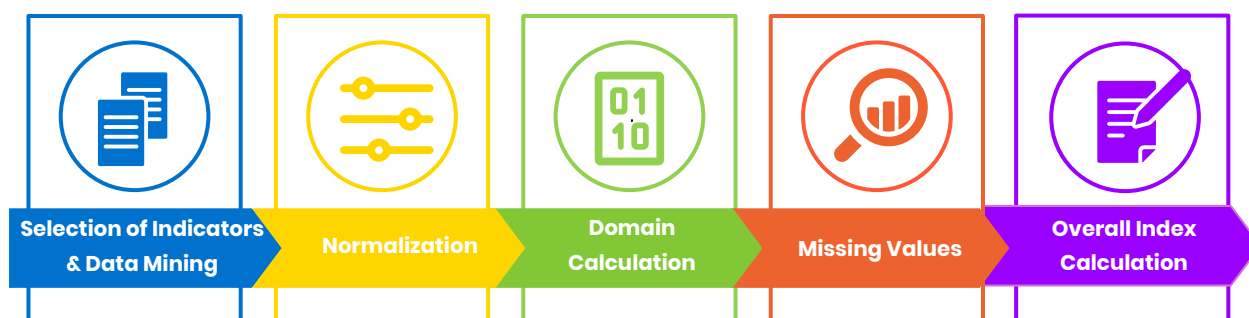 01
10
Selection of Indicators
& Data Mining
Normalization
Domain
Calculation
Missing Values
Overall Index
Calculation